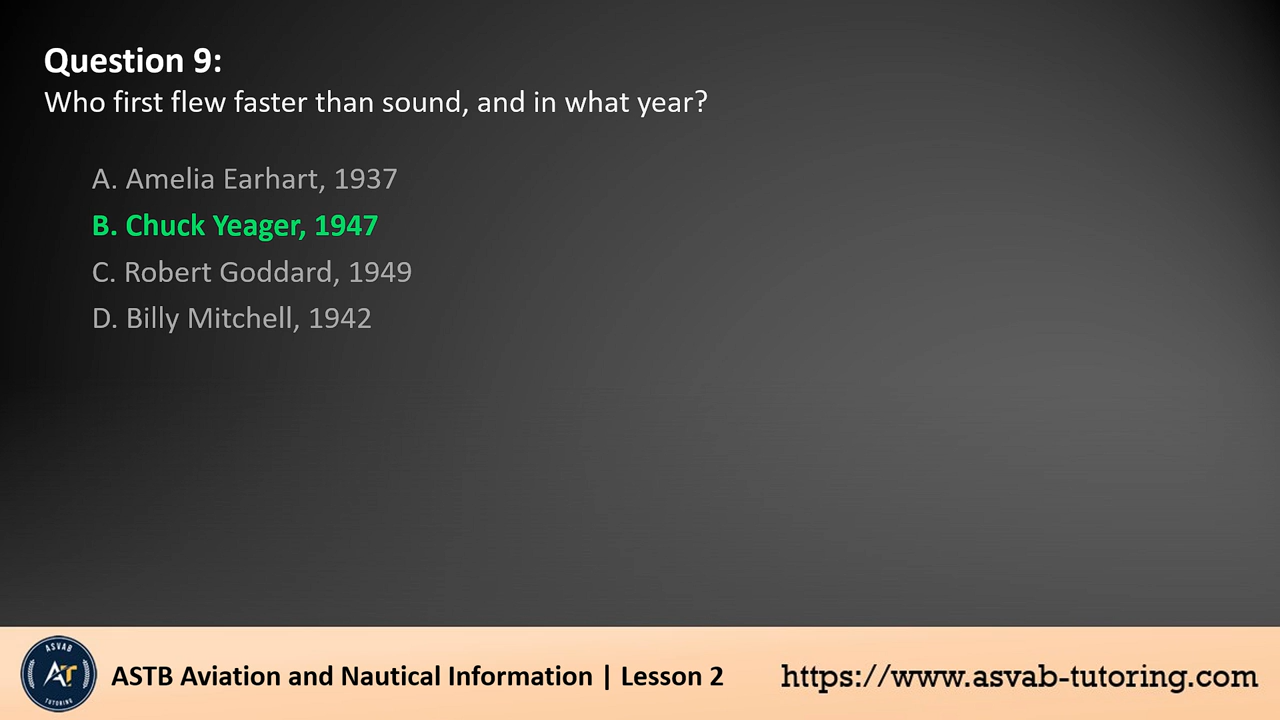 Question 9:
Who first flew faster than sound, and in what year?
A. Amelia Earhart, 1937
B. Chuck Yeager, 1947
C. Robert Goddard, 1949
D. Billy Mitchell, 1942
ASVAB
AT
TUTORING
ASTB Aviation and Nautical Information | Lesson 2
https://www.asvab-tutoring.com